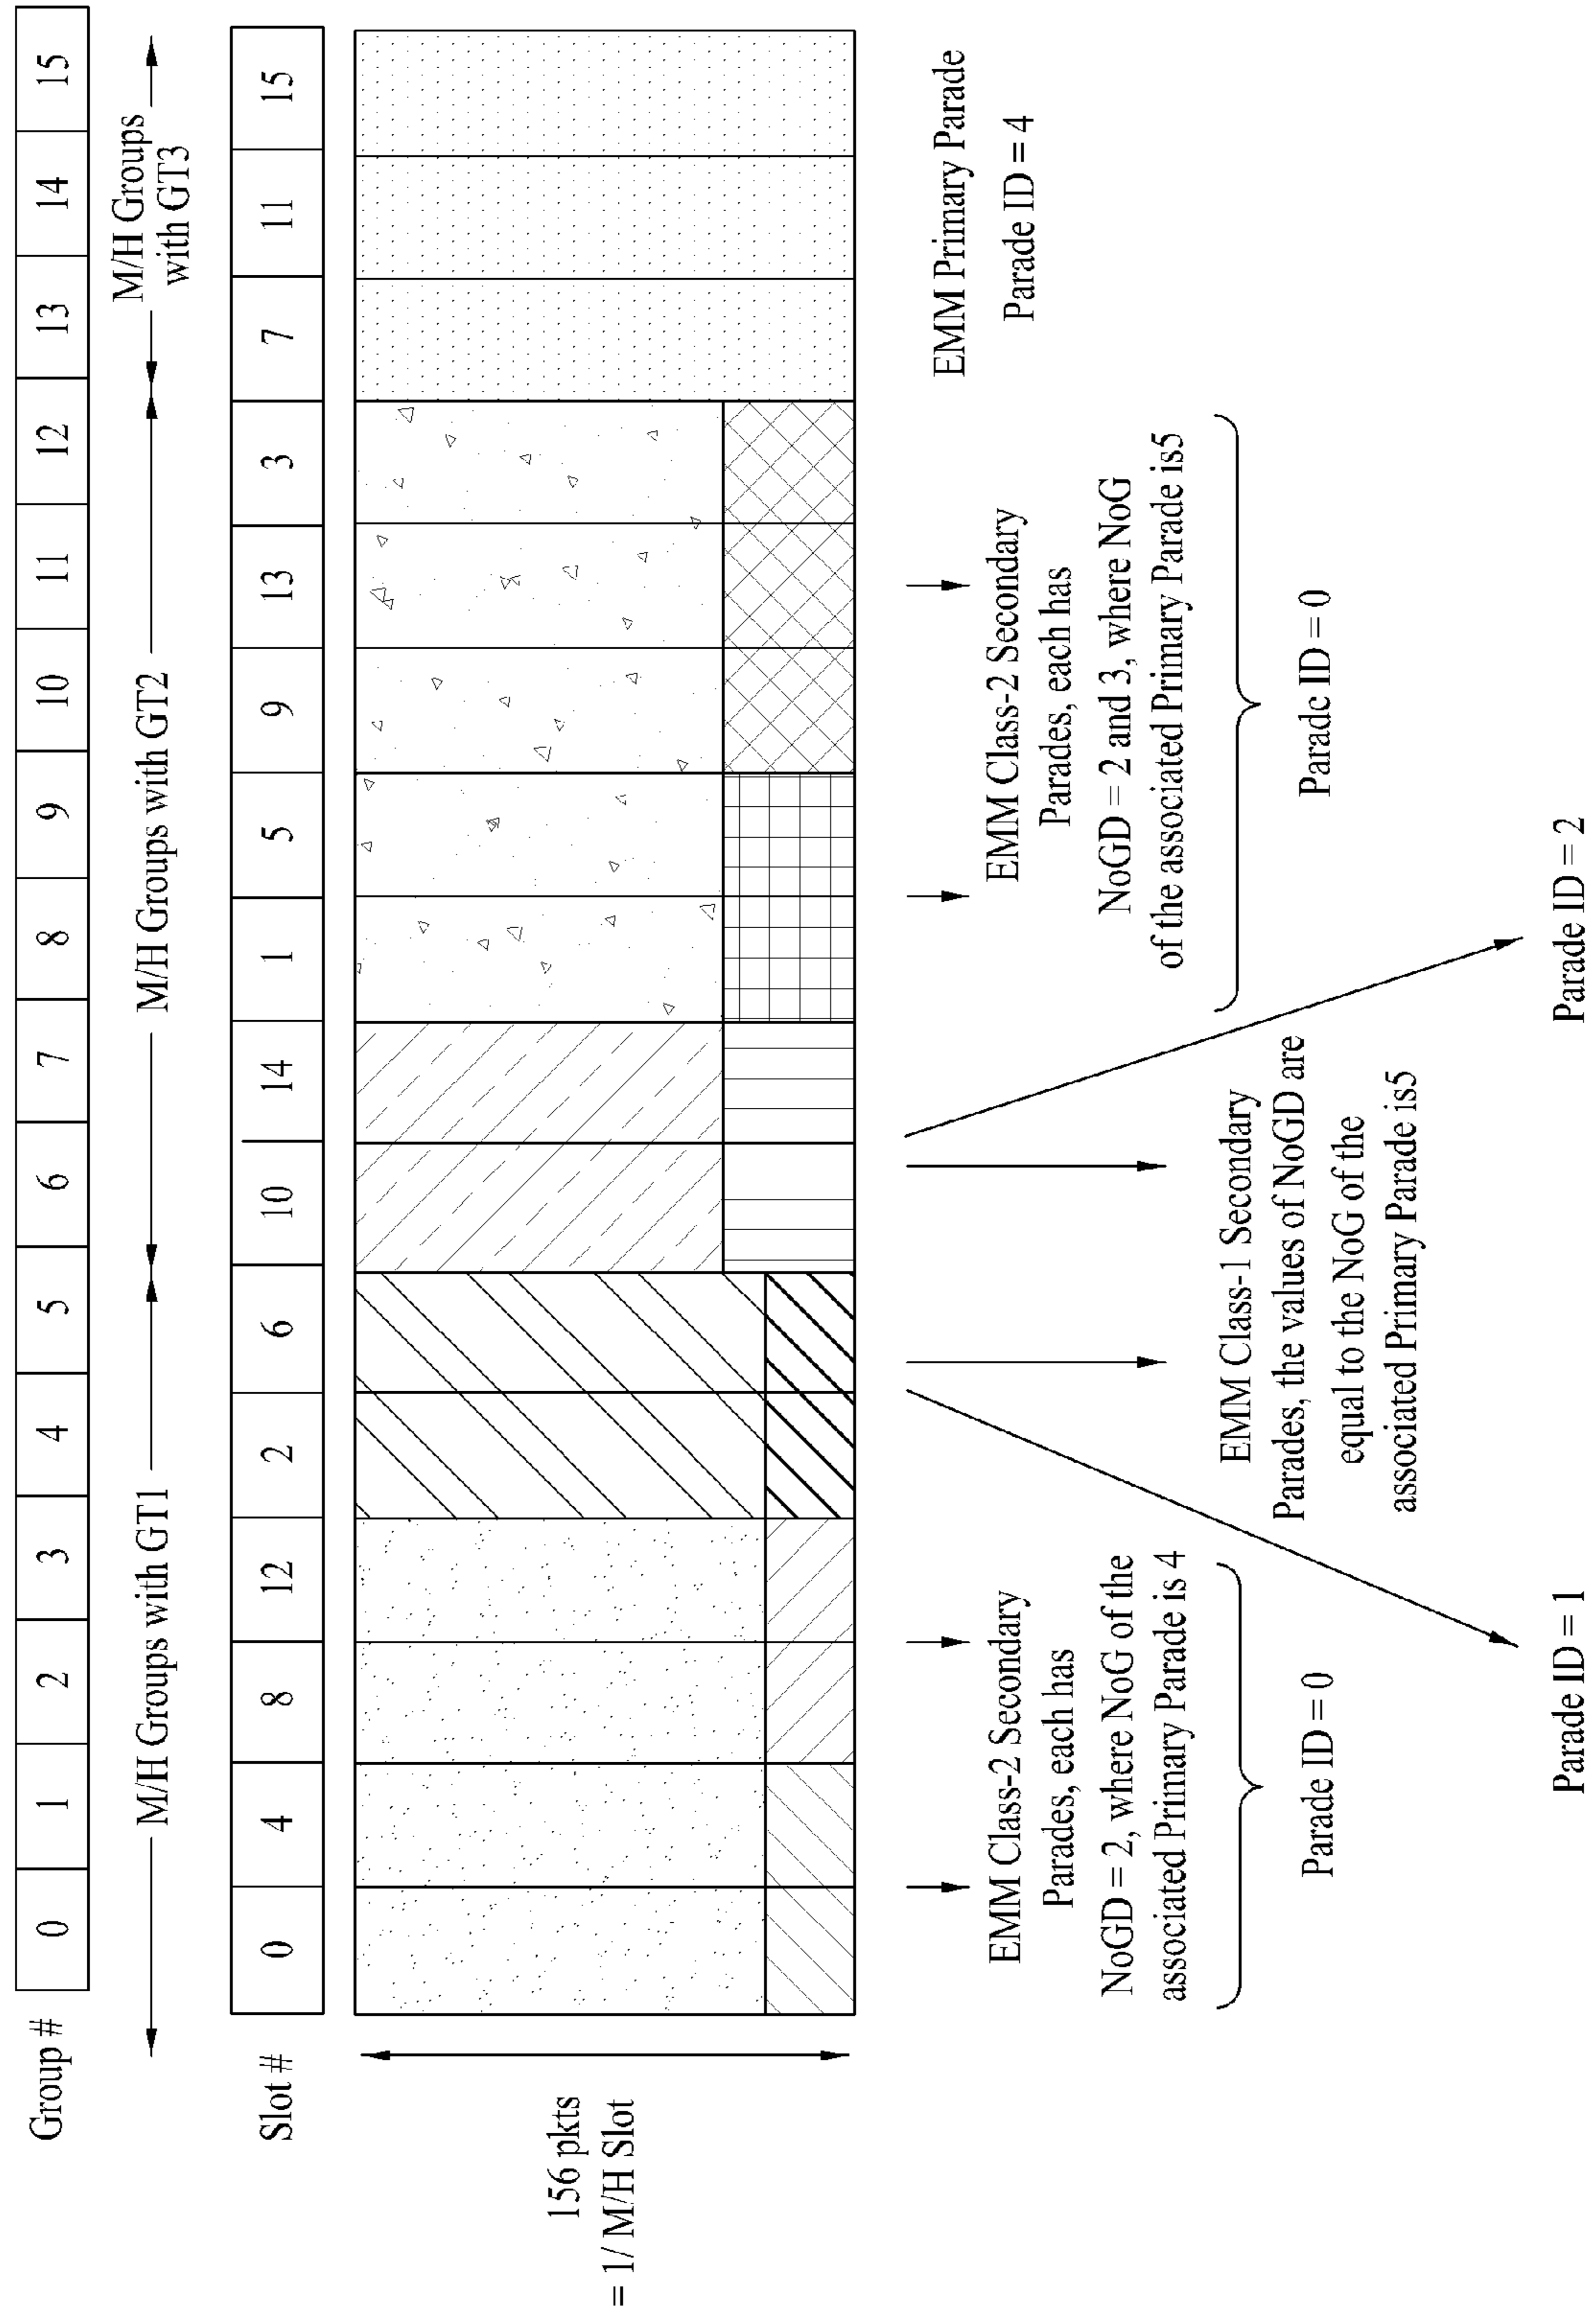 Group # 0 1 2 3 4 5 6 7 8 9 10 11 12 13 14 15
M/H Groups with GT1
M/H Groups with GT2
M/H Groups
with GT3
Slot # 0 4 8 12 2 6 10 14 1 5 9 13 3 7 11 15
156 pkts
= 1/ M/H Slot
EMM Class-2 Secondary
Parades, each has
NoGD = 2, where NoG of the
associated Primary Parade is 4
Parade ID = 0
EMM Class-1 Secondary
Parades, the values of NoGD are
equal to the NoG of the
associated Primary Parade is5
EMM Class-2 Secondary
Parades, each has
NoGD = 2 and 3, where NoG
of the associated Primary Parade is5
Paradc ID = 0
EMM Primary Parade
Parade ID = 4
Parade ID = 1
Parade ID = 2